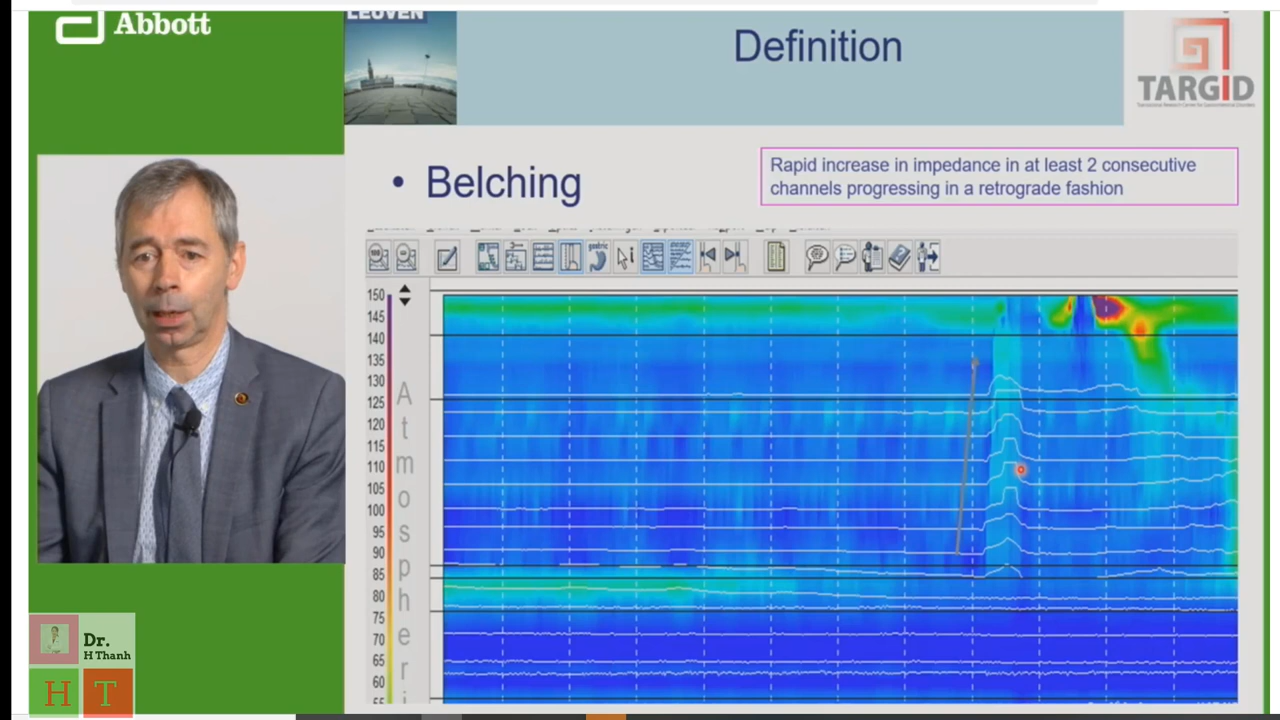 Abbott
LEUVEN
Definition
TARGID
• Belching
Rapid increase in impedance in at least 2 consecutive
channels progressing in a retrograde fashion
gastric
150
145
140
135
130
125
120
115
110
105
100
95
90
85
80
75
70
65
60
55
A
t
m
o
s
p
h
e
r
i
Dr.
H Thanh
H T